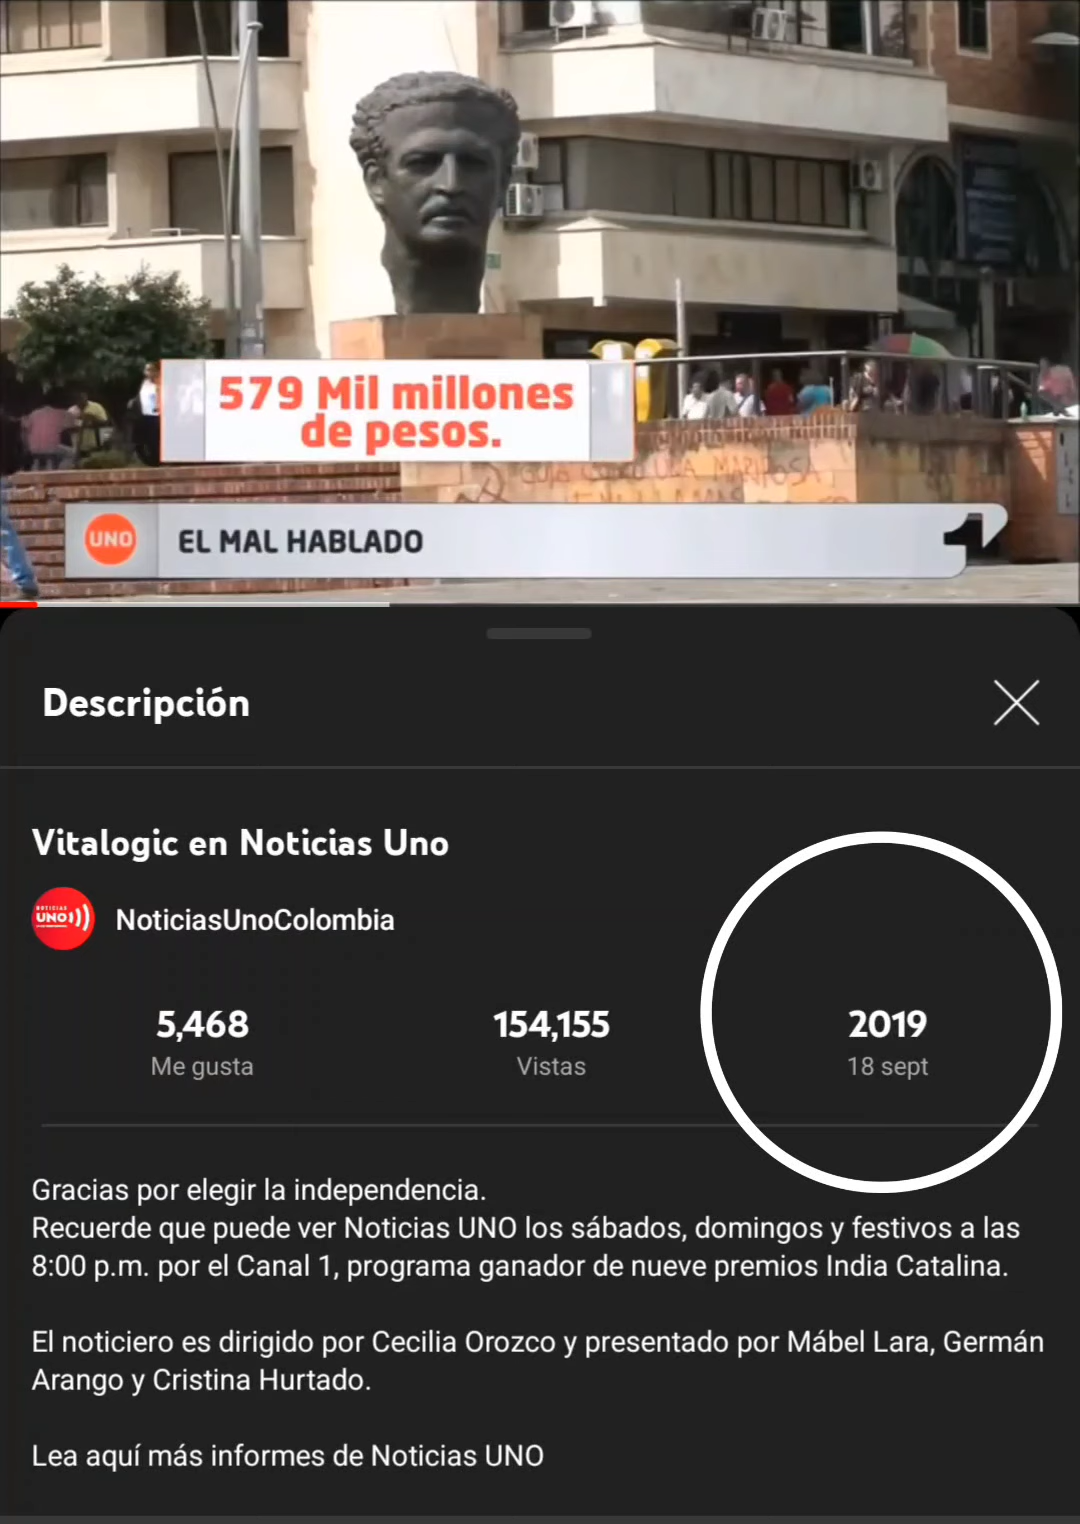 579 Mil millones
de pesos.
UNO
EL MAL HABLADO
1
Descripción
Vitalogic en Noticias Uno
NOTICIAS
UNO
NoticiasUnoColombia
5,468
154,155
2019
Me gusta
Vistas
18 sept
Gracias por elegir la independencia.
Recuerde que puede ver Noticias UNO los sábados, domingos y festivos a las
8:00 p.m. por el Canal 1, programa ganador de nueve premios India Catalina.
El noticiero es dirigido por Cecilia Orozco y presentado por Mábel Lara, Germán
Arango y Cristina Hurtado.
Lea aquí más informes de Noticias UNO